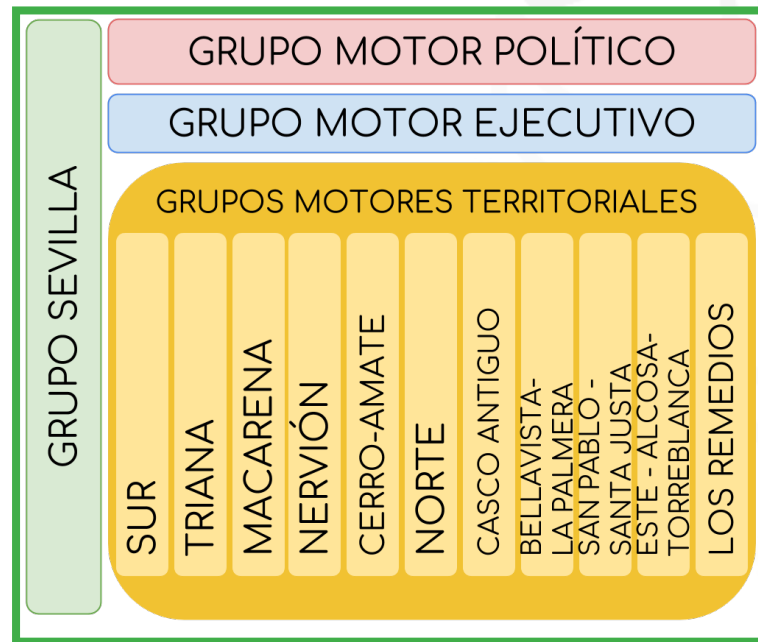 GRUPO SEVILLA
GRUPO MOTOR POLÍTICO
GRUPO MOTOR EJECUTIVO
GRUPOS MOTORES TERRITORIALES
SUR
TRIANA
MACARENA
NERVIÓN
CERRO-AMATE
NORTE
CASCO ANTIGUO
BELLAVISTA-
LA PALMERA
SAN PABLO -
SANTA JUSTA
ESTE - ALCOSA-
TORREBLANCA
LOS REMEDIOS